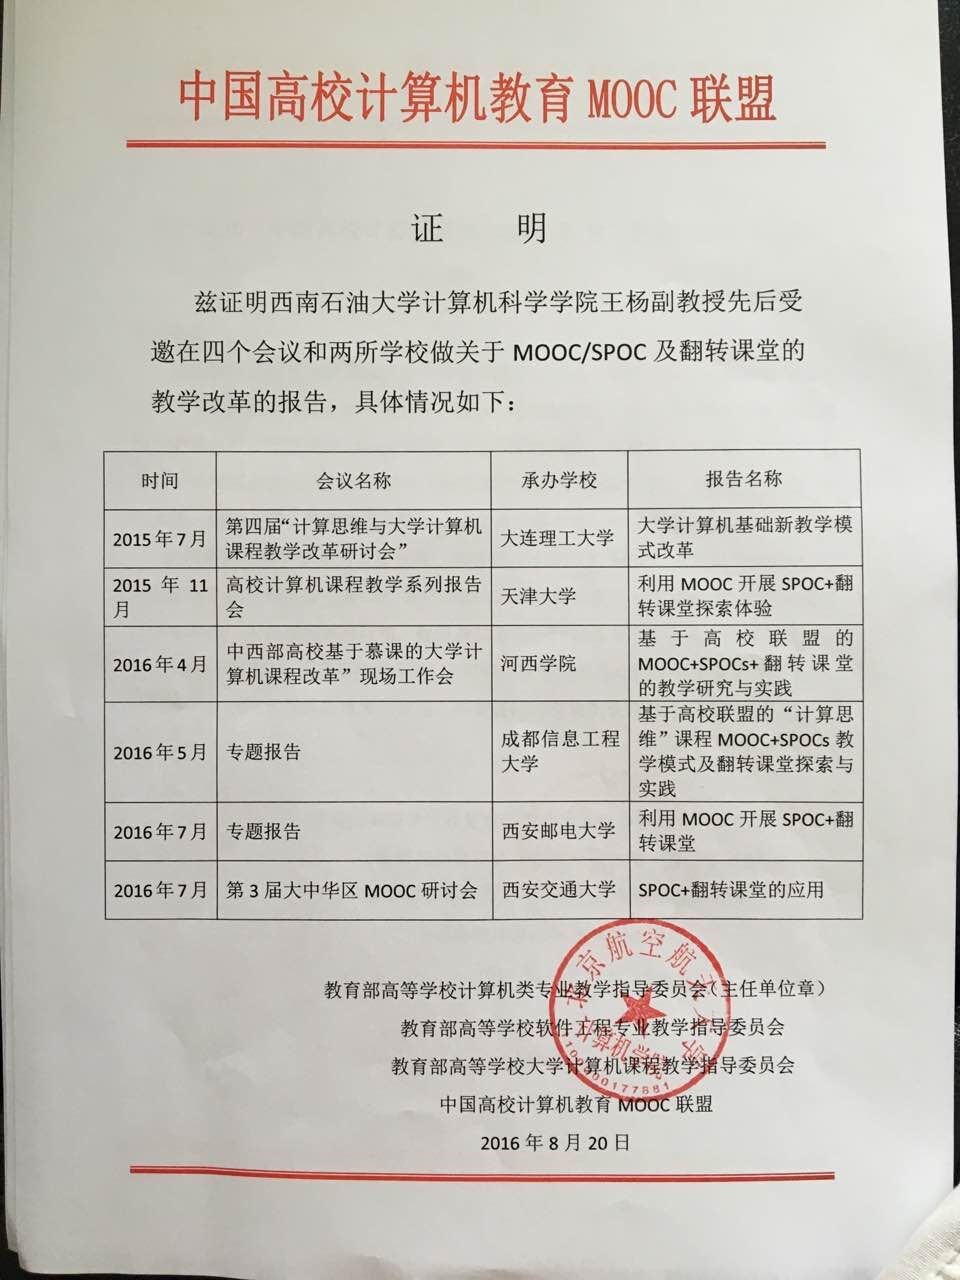 中国高校计算机教育 MOOC 联盟
证 明
兹证明西南石油大学计算机科学学院王杨副教授先后受
邀在四个会议和两所学校做关于 MOOC/SPOC 及翻转课堂的
教学改革的报告，具体情况如下：
时间 会议名称 承办学校 报告名称
2015 年 7 月
第四届“计算思维与大学计算机
课程教学改革研讨会”
大连理工大学
大学计算机基础新教学模
式改革
2015 年 11
月
高校计算机课程教学系列报告
会
天津大学
利用 MOOC 开展 SPOC+翻
转课堂探索体验
2016 年 4 月
中西部高校基于慕课的大学计
算机课程改革”现场工作会
河西学院
基于高校联盟的
MOOC+SPOCs+翻转课堂
的教学研究与实践
2016 年 5 月
专题报告
成都信息工程
大学
基于高校联盟的“计算思
维”课程 MOOC+SPOCs 教
学模式及翻转课堂探索与
实践
2016 年 7 月
专题报告
西安邮电大学
利用 MOOC 开展 SPOC+翻
转课堂
2016 年 7 月
第 3 届大中华区 MOOC 研讨会
西安交通大学
SPOC+翻转课堂的应用
教育部高等学校计算机类专业教学指导委员会（主任单位章）
教育部高等学校软件工程专业教学指导委员会
教育部高等学校大学计算机课程教学指导委员会
中国高校计算机教育 MOOC 联盟
2016 年 8 月 20 日
北京航空航天大学
计算机学院